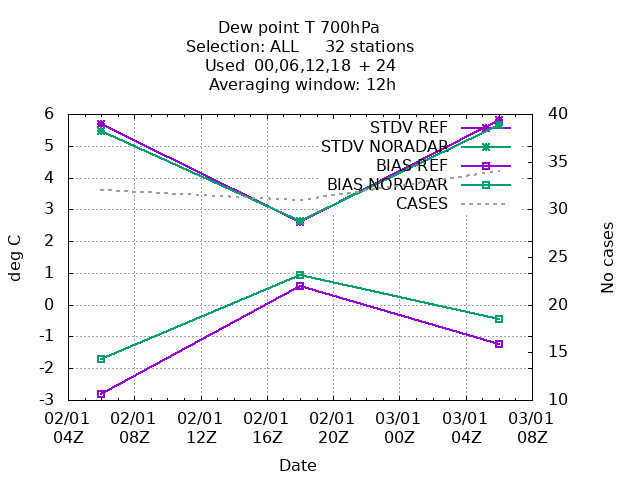 Dew point T 700hPa
Selection: ALL 32 stations
Used 00,06,12,18 + 24
Averaging window: 12h
6
5
4
3
2
1
0
-1
-2
-3
deg C
40
35
30
25
20
15
10
No cases
STDV REF
STDV NORADAR
BIAS REF
BIAS NORADAR
CASES
02/01 02/01 02/01 02/01 02/01 03/01 03/01 03/01
04Z 08Z 12Z 16Z 20Z 00Z 04Z 08Z
Date